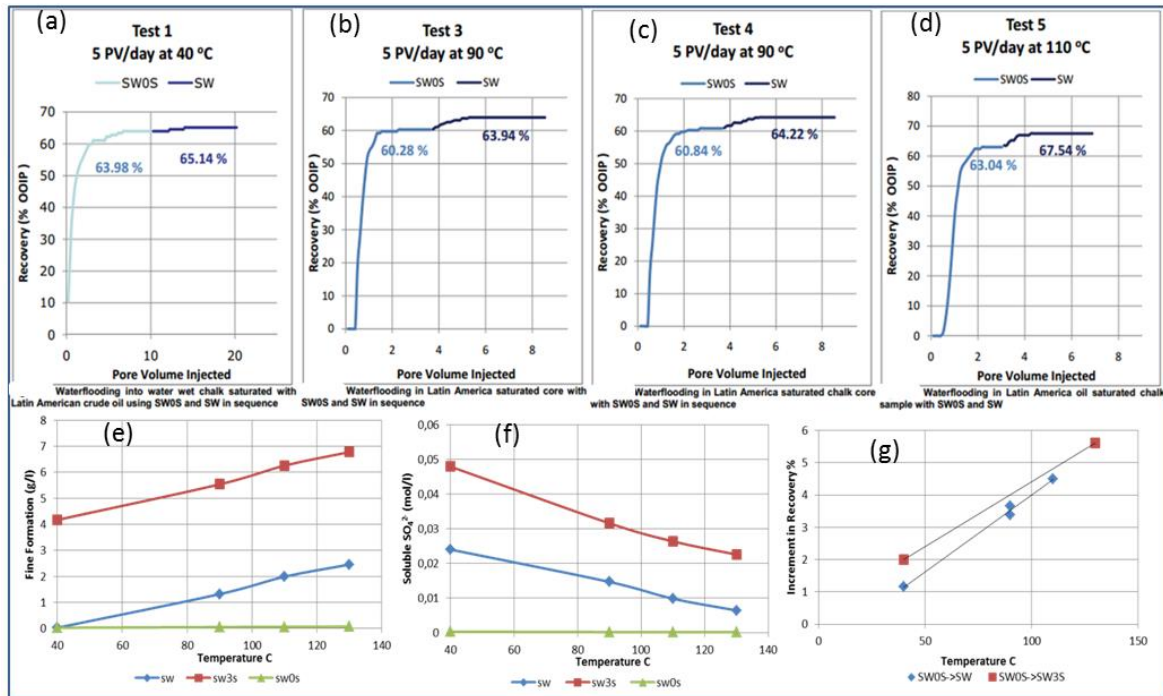 (a)
Test 1
5 PV/day at 40 °C
SW0S SW
Recovery (% OOIP )
70
60
50
40
30
20
10
0
63.98 %
65.14 %
0 10 20
Pore Volume Injected
Waterflooding into water wet chalk saturated with
Latin American crude oil using SW0S and SW in sequence
(b)
Test 3
5 PV/day at 90 °C
SW0S SW
Recovery (% OOIP )
70
60
50
40
30
20
10
0
60.28 %
63.94 %
0 2 4 6 8
Pore Volume Injected
Waterflooding in Latin America saturated core with
SW0S and SW in sequence
(c)
Test 4
5 PV/day at 90 °C
SW0S SW
Recovery (% OOIP )
70
60
50
40
30
20
10
0
60.84 %
64.22 %
0 2 4 6 8
Pore Volume Injected
Waterflooding in Latin America saturated chalk core
with SW0S and SW in sequence
(d)
Test 5
5 PV/day at 110 °C
SW0S SW
Recovery (% OOIP )
80
70
60
50
40
30
20
10
0
63.04 %
67.54 %
0 2 4 6 8
Pore Volume Injected
Waterflooding in Latin America oil saturated chalk
sample with SW0S and SW
(e)
Fine Formation (g/l)
8
7
6
5
4
3
2
1
0
40 60 80 100 120 140
Temperature C
sw sw3s sw0s
(f)
Soluble SO₄²⁻ (mol/l)
0,06
0,05
0,04
0,03
0,02
0,01
0
40 60 80 100 120 140
Temperature C
sw sw3s sw0s
(g)
Increment in Recovery %
6
5
4
3
2
1
0
0 50 100 150
Temperature C
SW0S->SW SW0S->SW3S